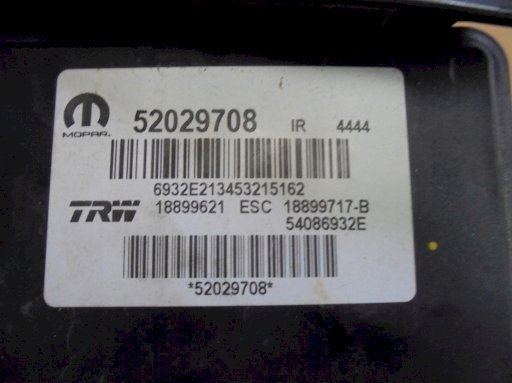 MOPAR. 52029708 IR 4444
6932E213453215162
TRW 18899621 ESC 18899717-B
54086932E
*52029708*